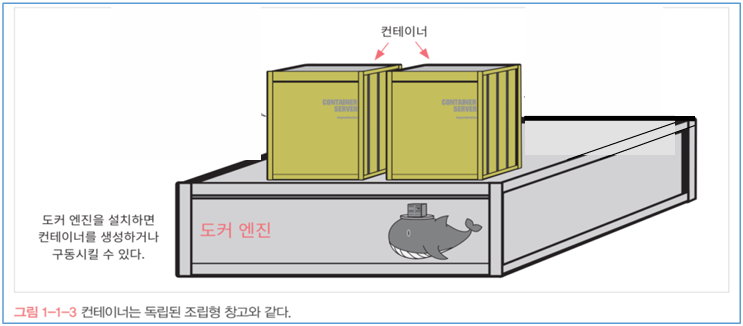 컨테이너
CONTAINER
SERVER
CONTAINER
SERVER
도커 엔진을 설치하면
컨테이너를 생성하거나
구동시킬 수 있다.
도커 엔진
그림 1-1-3 컨테이너는 독립된 조립형 창고와 같다.